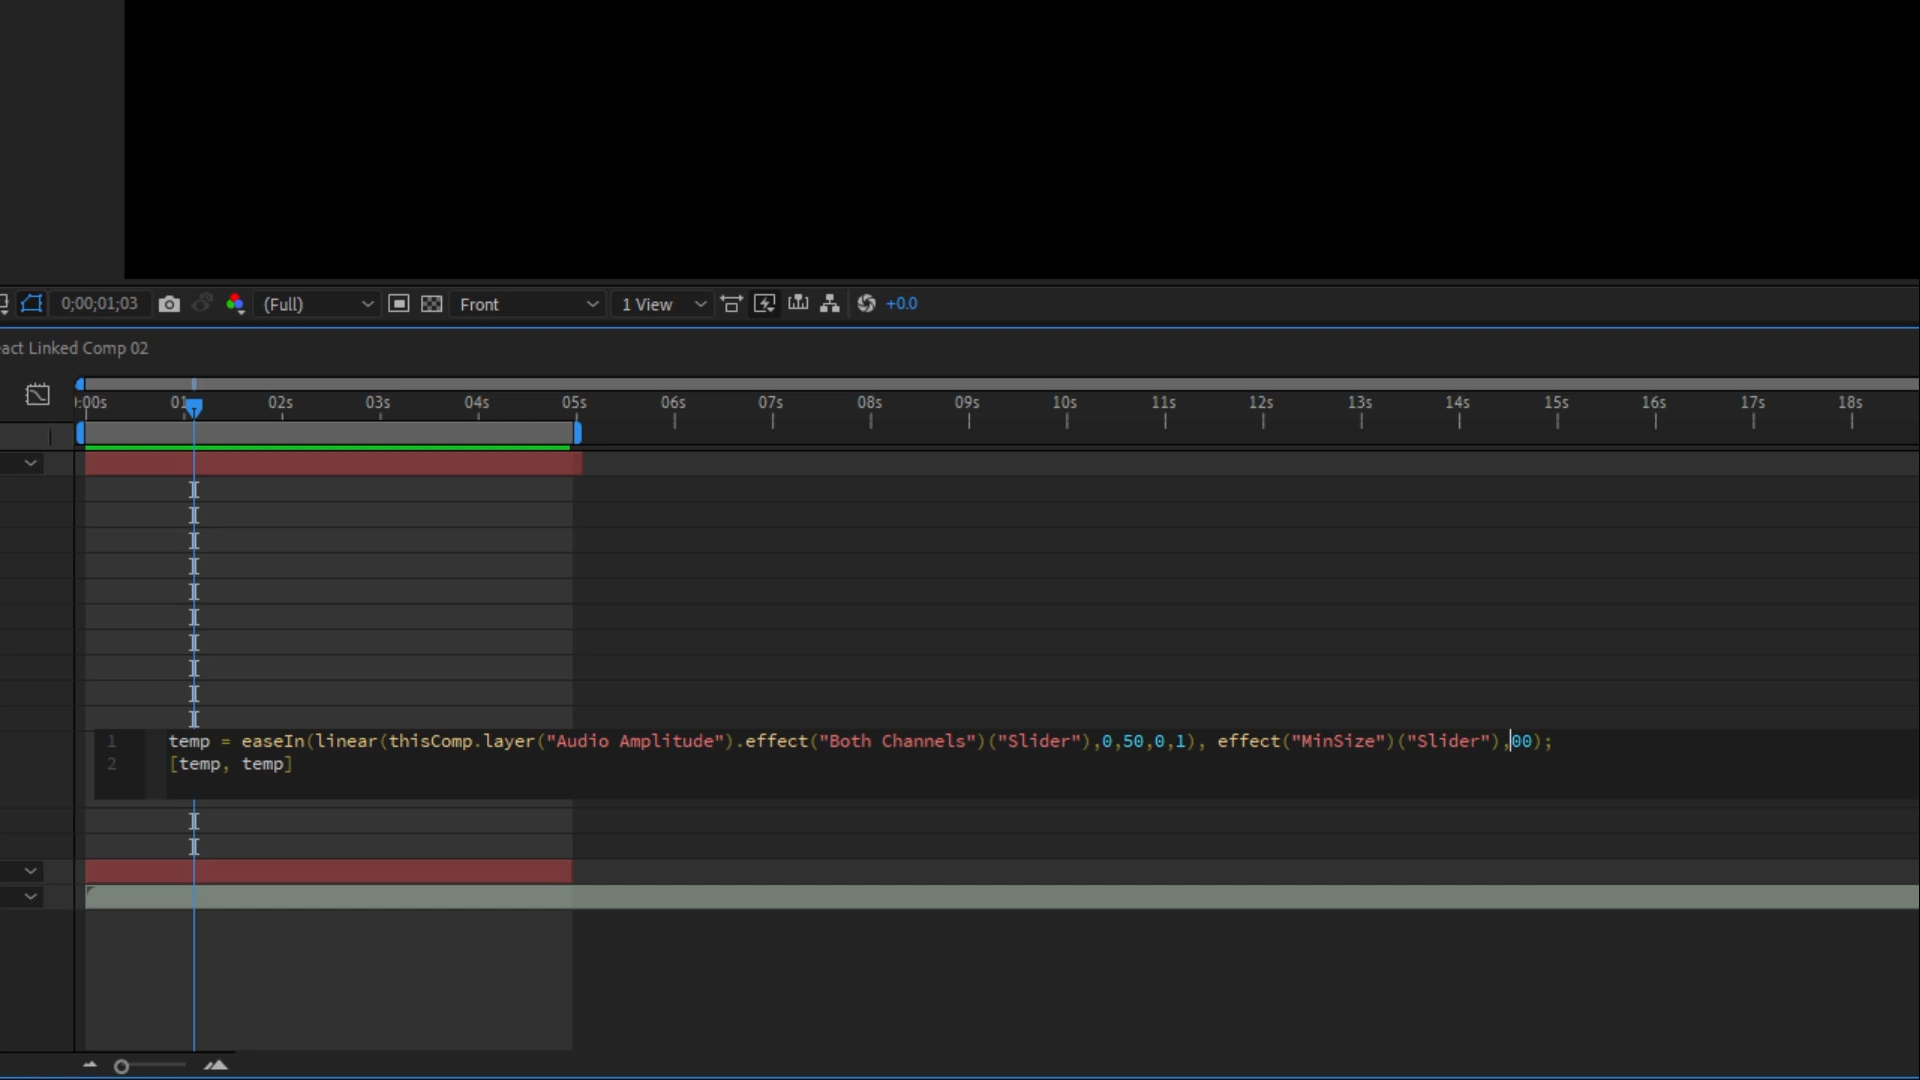 0;00;01;03 (Full) Front 1 View +0.0
eact Linked Comp 02
):00s 01 02s 03s 04s 05s 06s 07s 08s 09s 10s 11s 12s 13s 14s 15s 16s 17s 18s
1 temp = easeIn(linear(thisComp.layer("Audio Amplitude").effect("Both Channels")("Slider"),0,50,0,1), effect("MinSize")("Slider"),00);
2 [temp, temp]